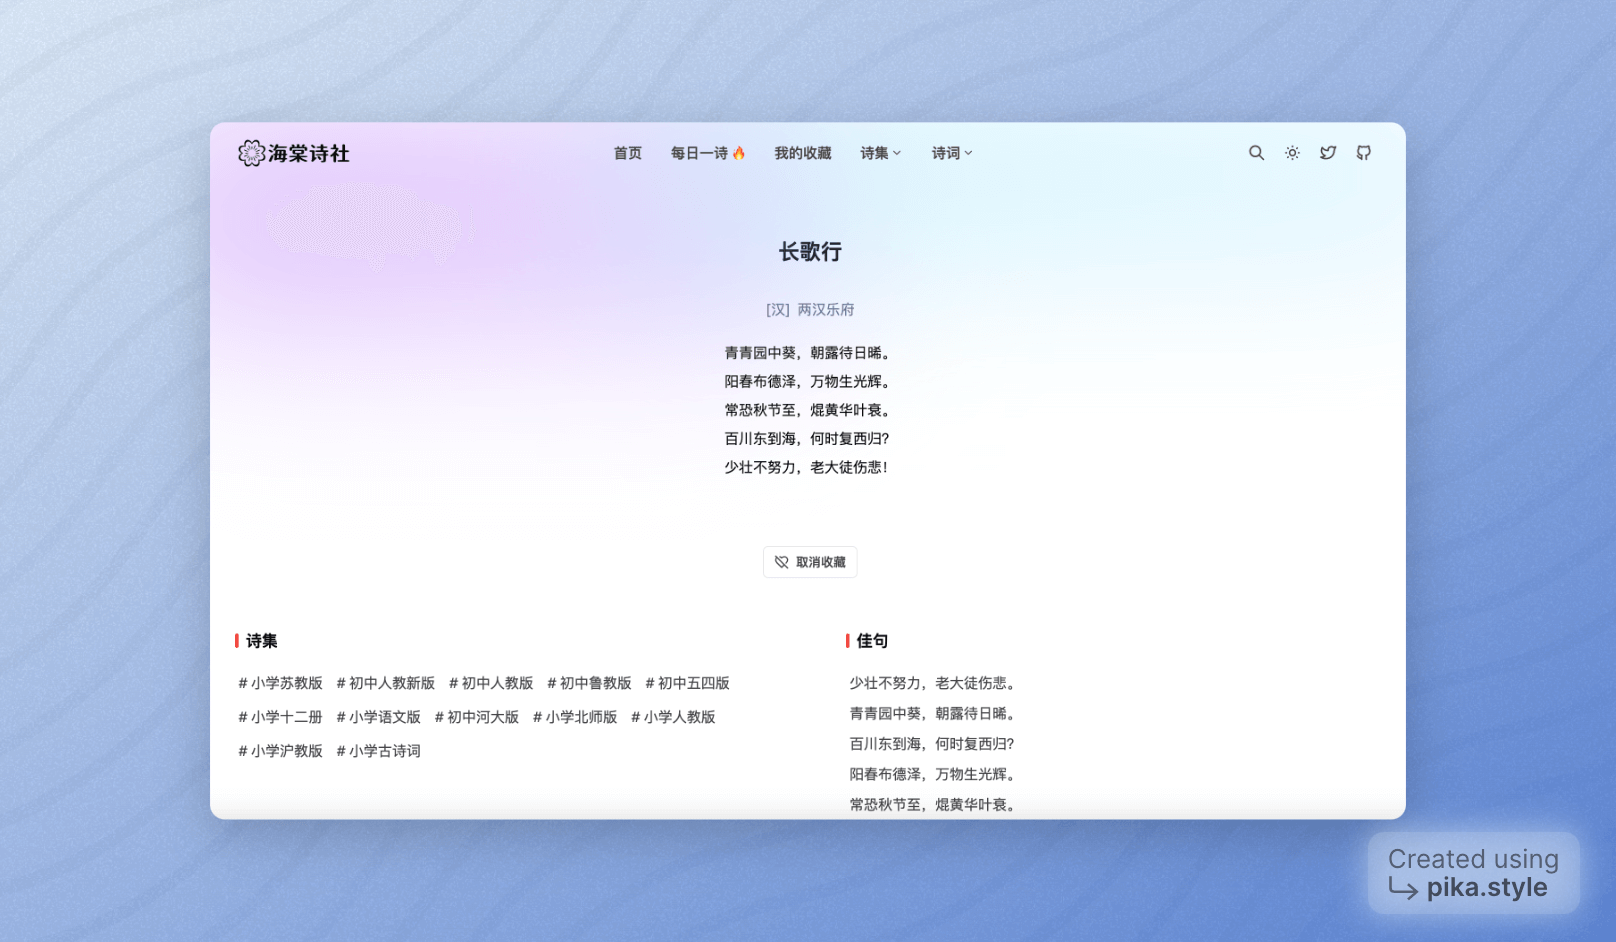 海棠诗社
首页 每日一诗🔥 我的收藏 诗集 诗词
长歌行
[汉] 两汉乐府
青青园中葵，朝露待日晞。
阳春布德泽，万物生光辉。
常恐秋节至，焜黄华叶衰。
百川东到海，何时复西归?
少壮不努力，老大徒伤悲!
取消收藏
诗集
# 小学苏教版 # 初中人教新版 # 初中人教版 # 初中鲁教版 # 初中五四版
# 小学十二册 # 小学语文版 # 初中河大版 # 小学北师版 # 小学人教版
# 小学沪教版 # 小学古诗词
佳句
少壮不努力，老大徒伤悲。
青青园中葵，朝露待日晞。
百川东到海，何时复西归?
阳春布德泽，万物生光辉。
常恐秋节至，焜黄华叶衰。
Created using
pika.style